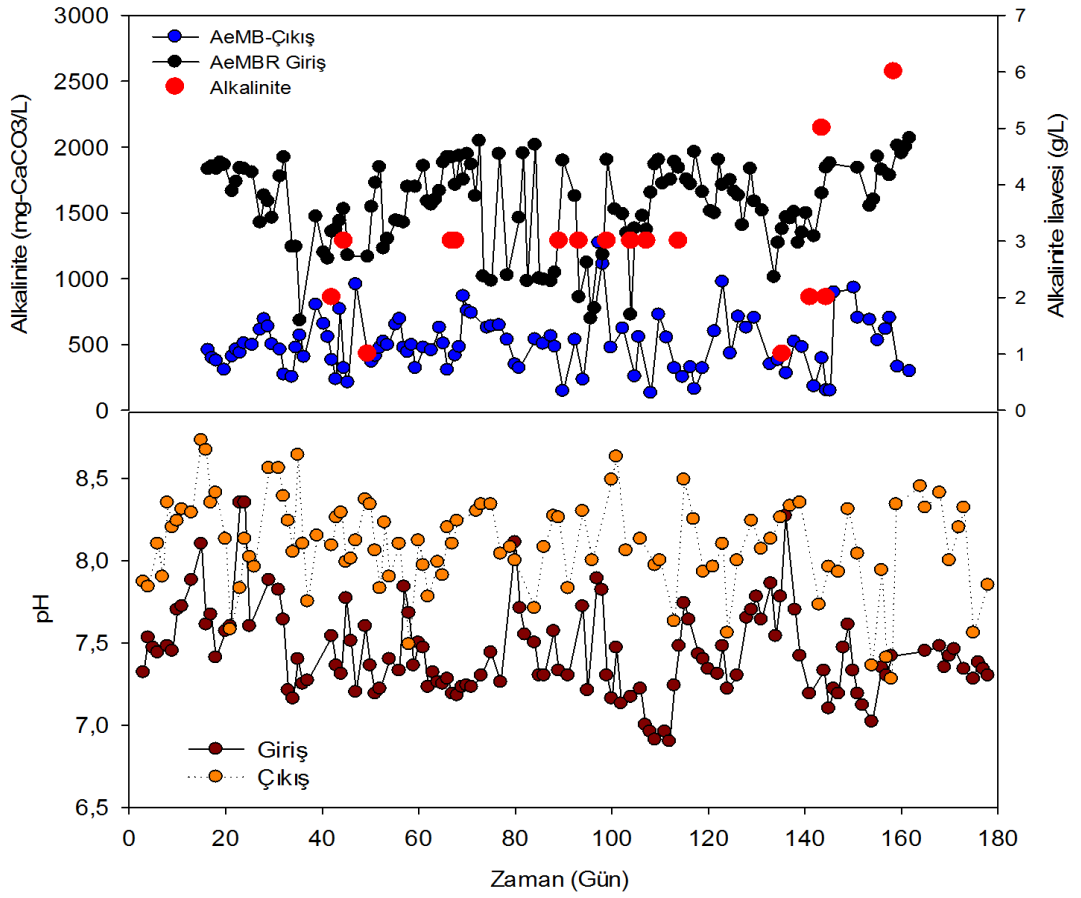 3000
2500
2000
1500
1000
500
0
Alkalinite (mg-CaCO3/L)
AeMB-Çıkış
AeMBR Giriş
Alkalinite
7
6
5
4
3
2
1
0
Alkalinite İlavesi (g/L)
8,5
8,0
7,5
7,0
6,5
pH
Giriş
Çıkış
0 20 40 60 80 100 120 140 160 180
Zaman (Gün)